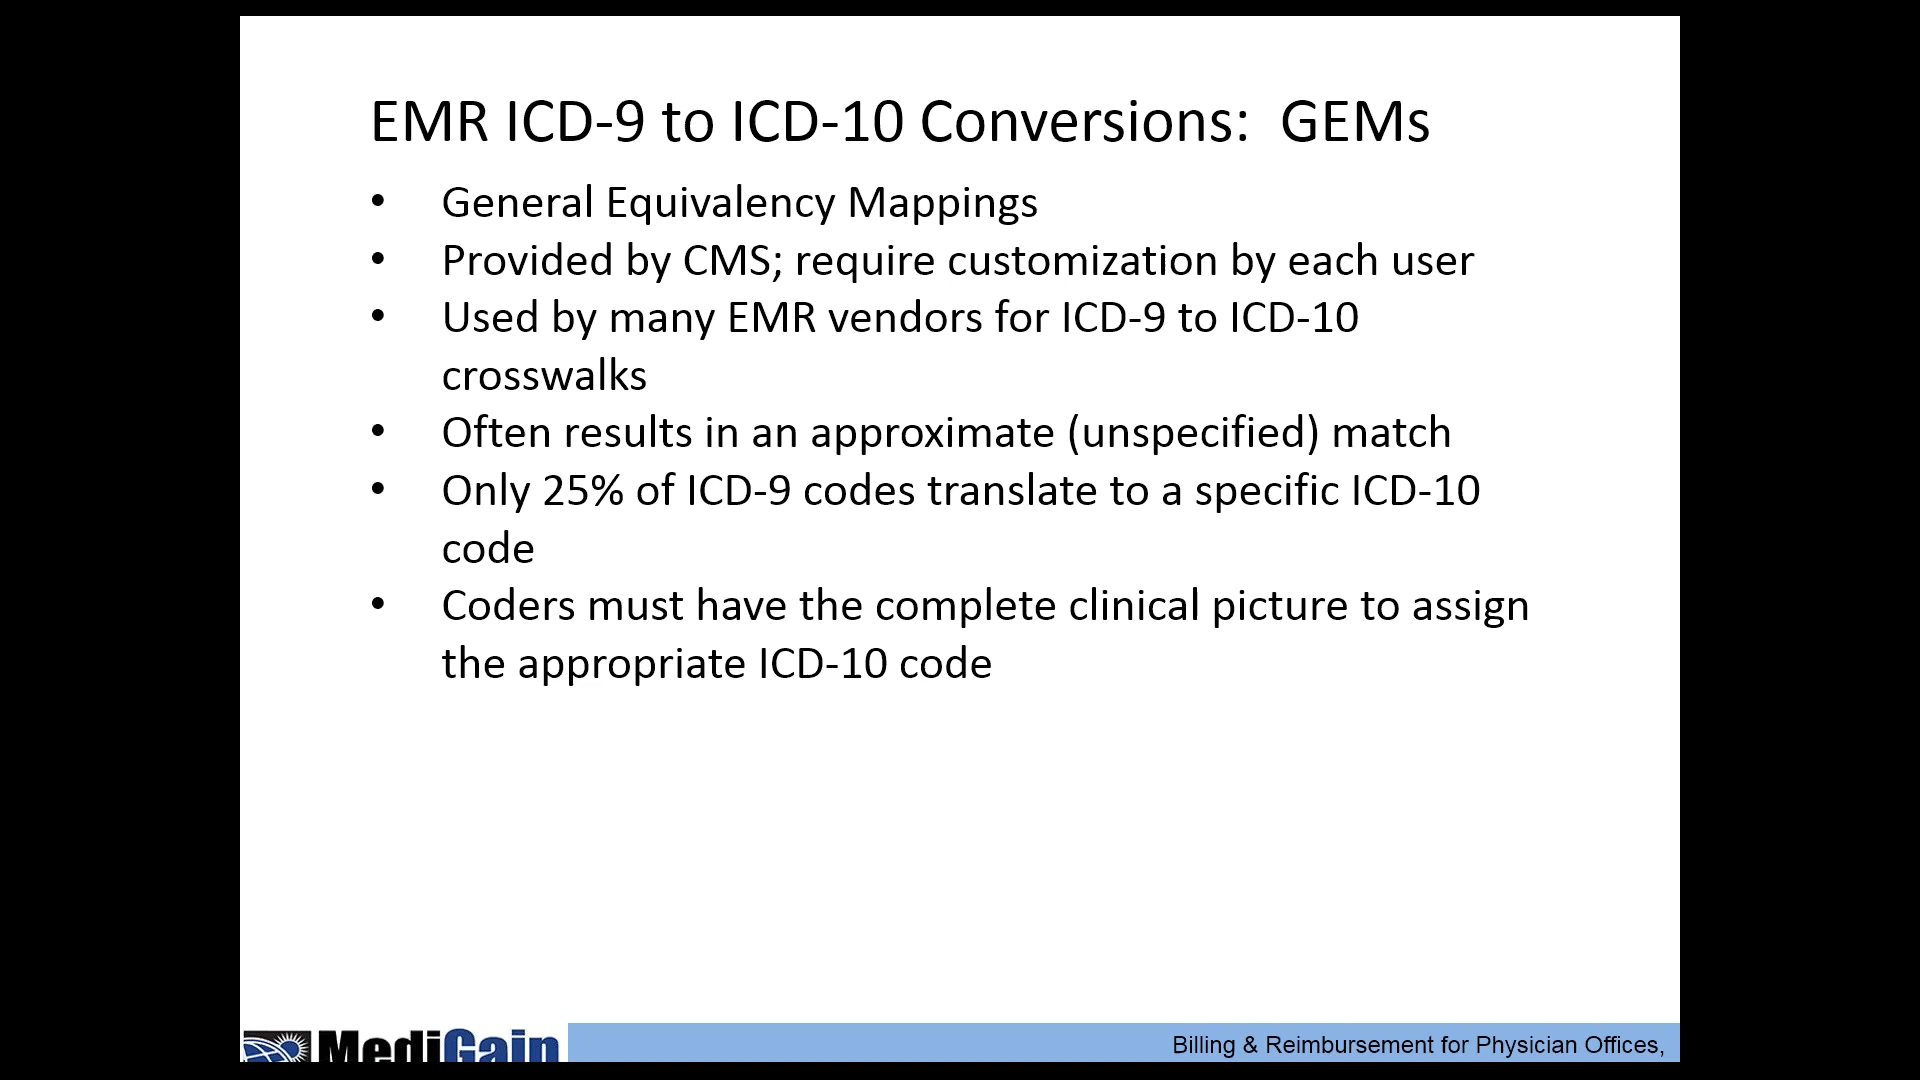 EMR ICD-9 to ICD-10 Conversions: GEMs
• General Equivalency Mappings
• Provided by CMS; require customization by each user
• Used by many EMR vendors for ICD-9 to ICD-10
crosswalks
• Often results in an approximate (unspecified) match
• Only 25% of ICD-9 codes translate to a specific ICD-10
code
• Coders must have the complete clinical picture to assign
the appropriate ICD-10 code
MediGain
Billing & Reimbursement for Physician Offices,